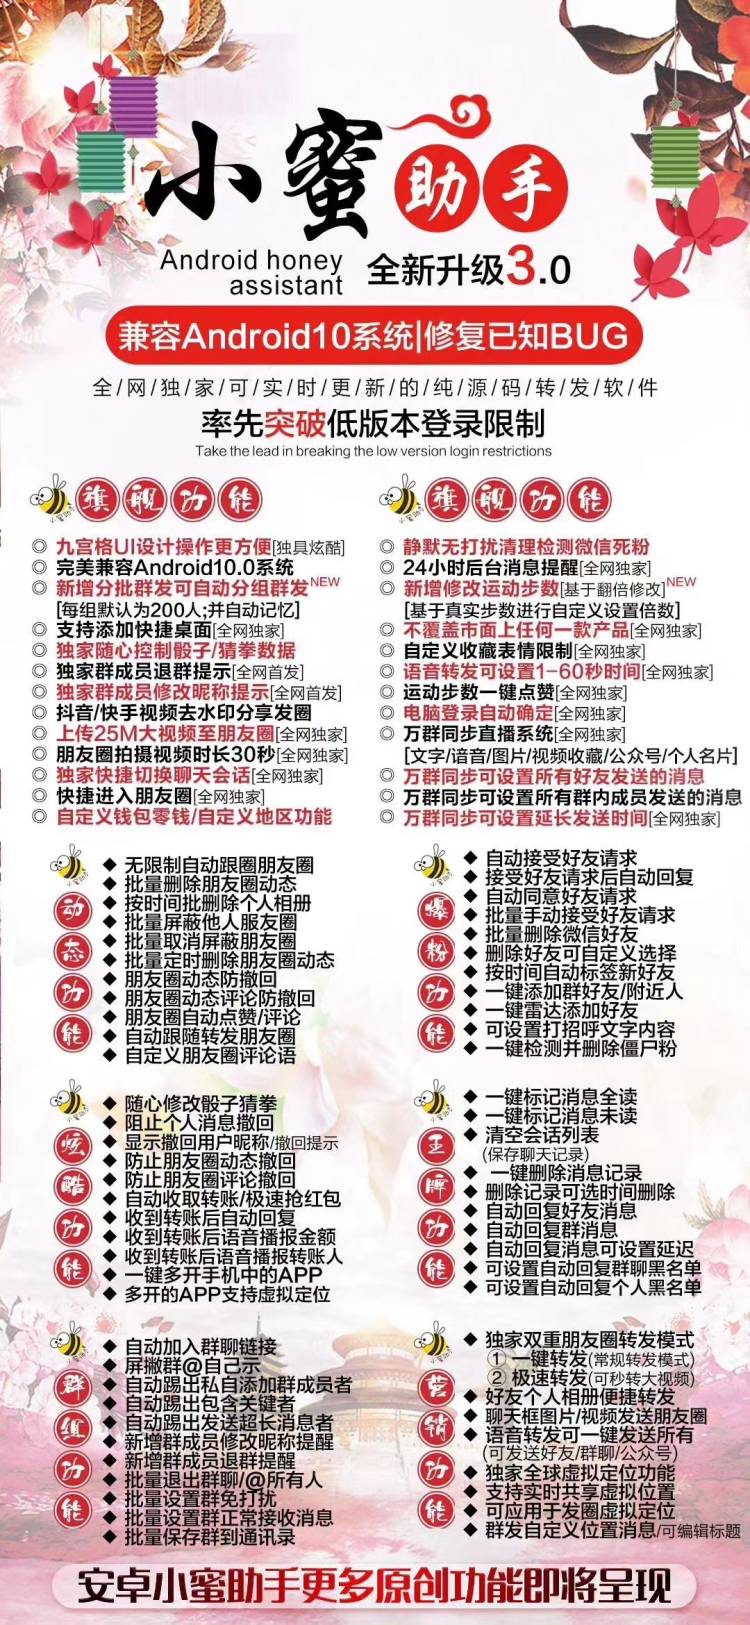 小蜜助手
Android honey
assistant
全新升级3.0
兼容Android10系统|修复已知BUG
全/网/独/家/可/实/时/更/新/的/纯/源/码/转/发/软/件
率先突破低版本登录限制
Take the lead in breaking the low version login restrictions
旗舰功能
◎ 九宫格UI设计操作更方便[独具炫酷]
◎ 完美兼容Android10.0系统
◎ 新增分批群发可自动分组群发NEW
[每组默认为200人;并自动记忆]
◎ 支持添加快捷桌面[全网独家]
◎ 独家随心控制骰子/猜拳数据
◎ 独家群成员退群提示[全网首发]
◎ 独家群成员修改昵称提示[全网首发]
◎ 抖音/快手视频去水印分享发圈
◎ 上传25M大视频至朋友圈[全网独家]
◎ 朋友圈拍摄视频时长30秒[全网独家]
◎ 独家快捷切换聊天会话[全网独家]
◎ 快捷进入朋友圈[全网独家]
◎ 自定义钱包零钱/自定义地区功能
旗舰功能
◎ 静默无打扰清理检测微信死粉
◎ 24小时后台消息提醒[全网独家]
◎ 新增修改运动步数[基于翻倍修改]NEW
[基于真实步数进行自定义设置倍数]
◎ 不覆盖市面上任何一款产品[全网独家]
◎ 自定义收藏表情限制[全网独家]
◎ 语音转发可设置1-60秒时间[全网独家]
◎ 运动步数一键点赞[全网独家]
◎ 电脑登录自动确定[全网独家]
◎ 万群同步直播系统[全网独家]
[文字/谙音/图片/视频收藏/公众号/个人名片]
◎ 万群同步可设置所有好友发送的消息
◎ 万群同步可设置所有群内成员发送的消息
◎ 万群同步可设置延长发送时间[全网独家]
动态功能
◆ 无限制自动跟圈朋友圈
◆ 批量删除朋友圈动态
◆ 按时间批删除个人相册
◆ 批量屏蔽他人服友圈
◆ 批量取消屏蔽朋友圈
◆ 批量定时删除朋友圈动态
◆ 朋友圈动态防撤回
◆ 朋友圈动态评论防撤回
◆ 朋友圈自动点赞/评论
◆ 自动跟随转发朋友圈
◆ 自定义朋友圈评论语
爆粉功能
◆ 自动接受好友请求
◆ 接受好友请求后自动回复
◆ 自动同意好友请求
◆ 批量手动接受好友请求
◆ 批量删除微信好友
◆ 删除好友可自定义选择
◆ 按时间自动标签新好友
◆ 一键添加群好友/附近人
◆ 一键雷达添加好友
◆ 可设置打招呼文字内容
◆ 一键检测并删除僵尸粉
炫酷功能
◆ 随心修改骰子猜拳
◆ 阻止个人消息撤回
◆ 显示撒回用户昵称/撤回提示
◆ 防止朋友圈动态撤回
◆ 防止朋友圈评论撤回
◆ 自动收取转账/极速抢红包
◆ 收到转账后自动回复
◆ 收到转账后语音播报金额
◆ 收到转账后语音播报转账人
◆ 一键多开手机中的APP
◆ 多开的APP支持虚拟定位
王牌功能
◆ 一键标记消息全读
◆ 一键标记消息未读
◆ 清空会话列表
(保存聊天记录)
◆ 一键删除消息记录
◆ 删除记录可选时间删除
◆ 自动回复好友消息
◆ 自动回复群消息
◆ 自动回复消息可设置延迟
◆ 可设置自动回复群聊黑名单
◆ 可设置自动回复个人黑名单
群组功能
◆ 自动加入群聊链接
◆ 屏撇群@自己示
◆ 自动踢出私自添加群成员者
◆ 自动踢出包含关键者
◆ 自动踢出发送超长消息者
◆ 新增群成员修改昵称提醒
◆ 新增群成员退群提醒
◆ 批量退出群聊/@所有人
◆ 批量设置群免打扰
◆ 批量设置群正常接收消息
◆ 批量保存群到通讯录
营销功能
◆ 独家双重朋友圈转发模式
① 一键转发(常规转发模式)
② 极速转发(可秒转大视频)
◆ 好友个人相册便捷转发
◆ 聊天框图片/视频发送朋友圈
◆ 语音转发可一键发送所有
(可发送好友/群聊/公众号)
◆ 独家全球虚拟定位功能
◆ 支持实时共享虚拟位置
◆ 可应用于发圈虚拟定位
◆ 群发自定义位置消息/可编辑标题
安卓小蜜助手更多原创功能即将呈现